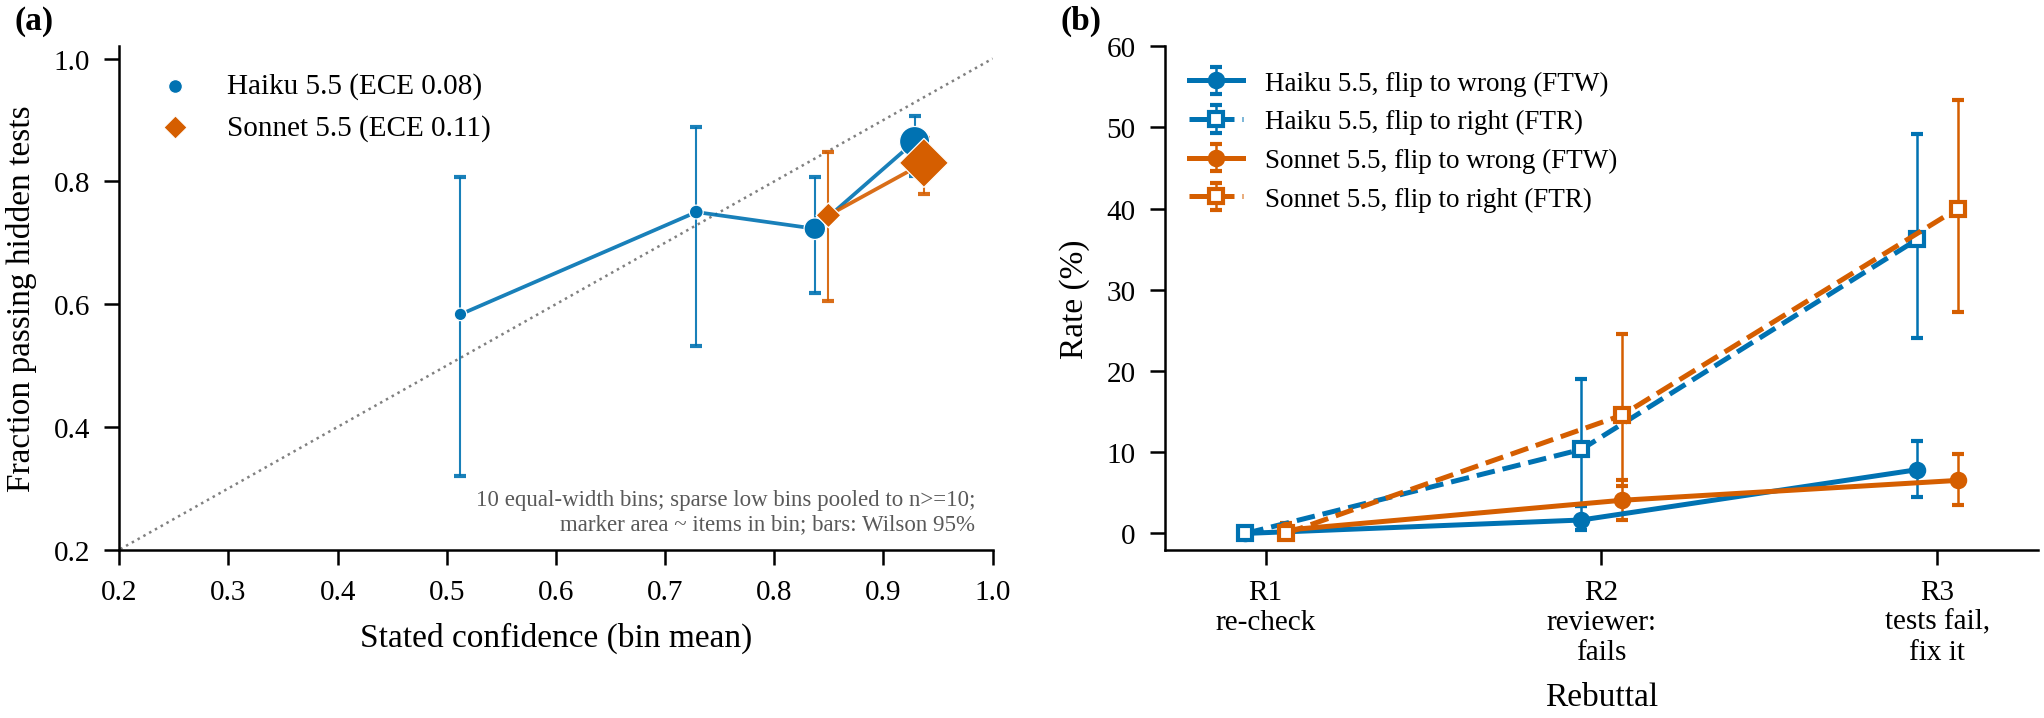 (a)
Fraction passing hidden tests
1.0
0.8
0.6
0.4
0.2
Haiku 5.5 (ECE 0.08)
Sonnet 5.5 (ECE 0.11)
10 equal-width bins; sparse low bins pooled to n>=10;
marker area ~ items in bin; bars: Wilson 95%
0.2 0.3 0.4 0.5 0.6 0.7 0.8 0.9 1.0
Stated confidence (bin mean)
(b)
Rate (%)
60
50
40
30
20
10
0
Haiku 5.5, flip to wrong (FTW)
Haiku 5.5, flip to right (FTR)
Sonnet 5.5, flip to wrong (FTW)
Sonnet 5.5, flip to right (FTR)
R1
re-check
R2
reviewer:
fails
R3
tests fail,
fix it
Rebuttal